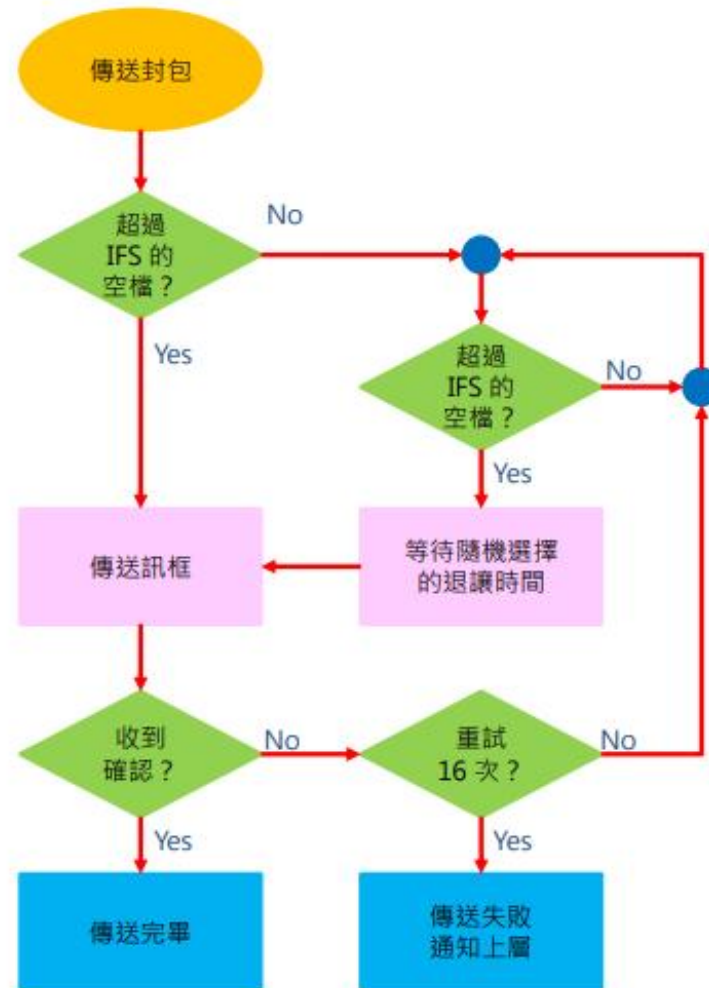 傳送封包
超過
IFS 的
空檔？
No
Yes
超過
IFS 的
空檔？
No
Yes
傳送訊框
等待隨機選擇
的退讓時間
收到
確認？
No
重試
16 次？
No
Yes
Yes
傳送完畢
傳送失敗
通知上層